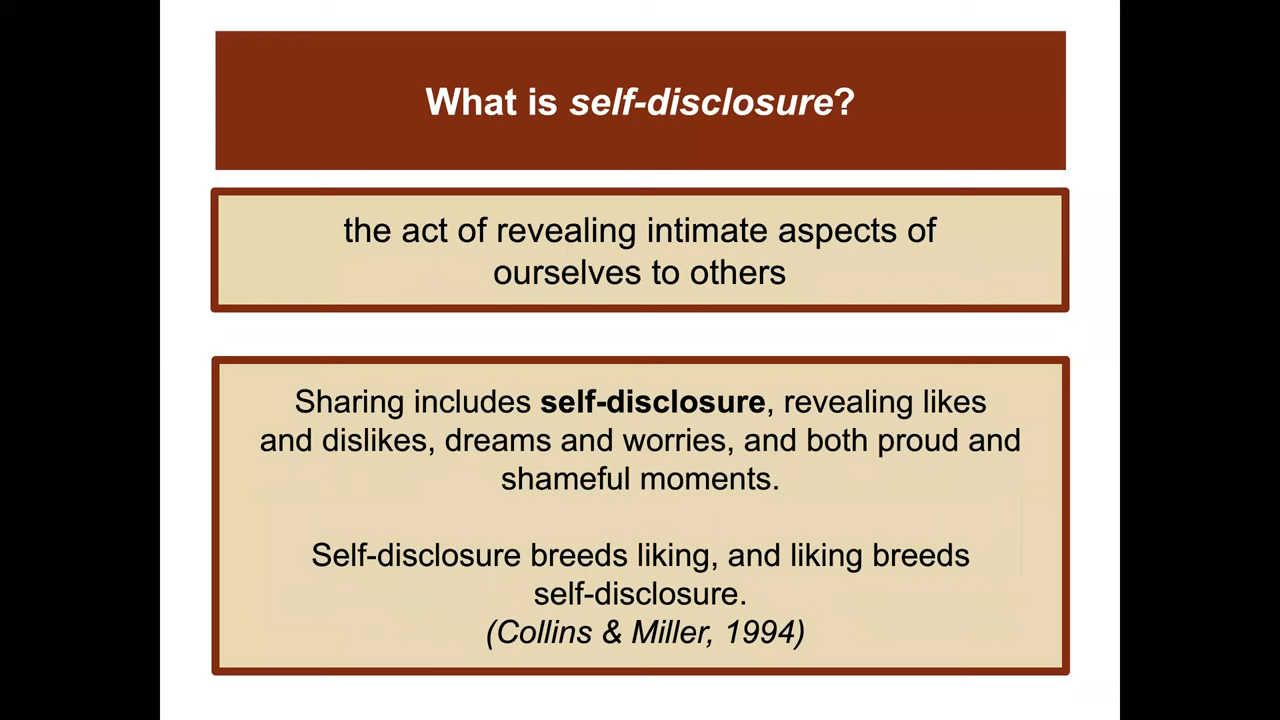 What is self-disclosure?
the act of revealing intimate aspects of
ourselves to others
Sharing includes self-disclosure, revealing likes
and dislikes, dreams and worries, and both proud and
shameful moments.
Self-disclosure breeds liking, and liking breeds
self-disclosure.
(Collins & Miller, 1994)